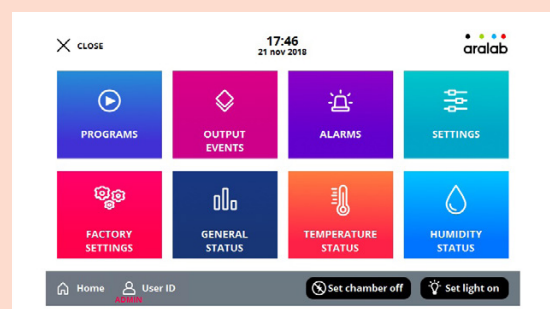 CLOSE
17:46
21 nov 2018
aralab
PROGRAMS
OUTPUT
EVENTS
ALARMS
SETTINGS
FACTORY
SETTINGS
GENERAL
STATUS
TEMPERATURE
STATUS
HUMIDITY
STATUS
Home
User ID
ADMIN
Set chamber off
Set light on